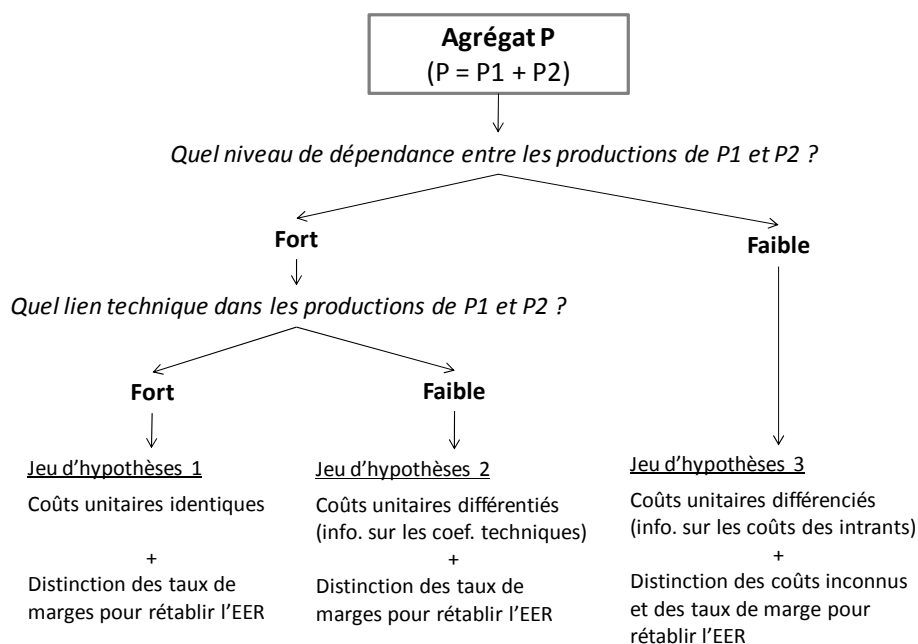 Agrégat P
(P = P1 + P2)
Quel niveau de dépendance entre les productions de P1 et P2 ?
Fort
Faible
Quel lien technique dans les productions de P1 et P2 ?
Fort
Faible
Jeu d’hypothèses 1
Coûts unitaires identiques
+
Distinction des taux de
marges pour rétablir l’EER
Jeu d’hypothèses 2
Coûts unitaires différentiés
(info. sur les coef. techniques)
+
Distinction des taux de
marges pour rétablir l’EER
Jeu d’hypothèses 3
Coûts unitaires différenciés
(info. sur les coûts des intrants)
+
Distinction des coûts inconnus
et des taux de marge pour
rétablir l’EER